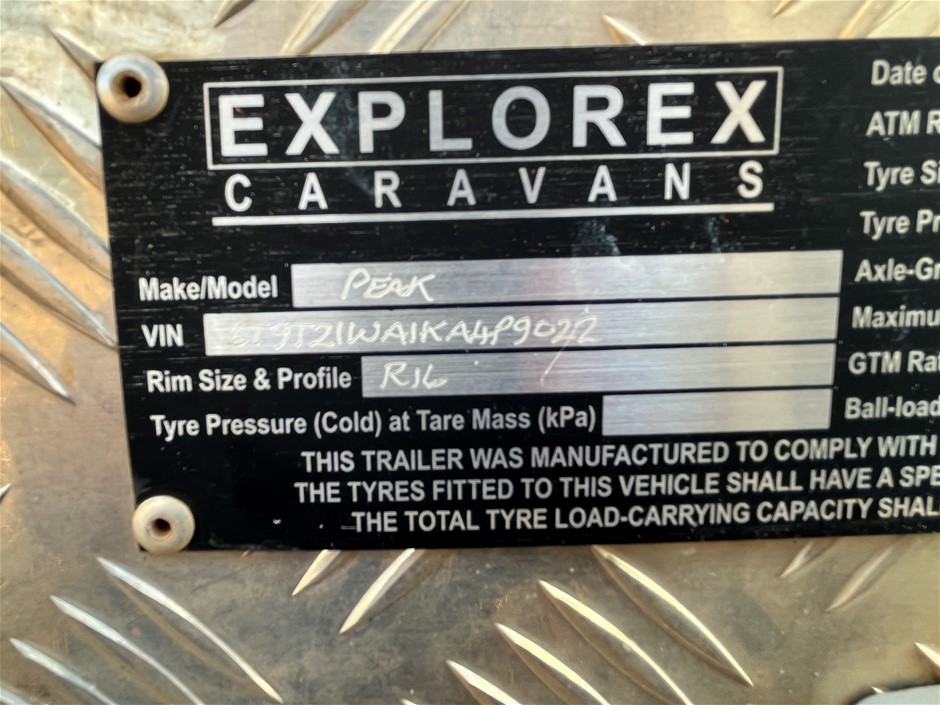 EXPLOREX
CARAVANS
Make/Model PEAK
VIN 6T9T21WA1KA4P9022
Rim Size & Profile R16
Tyre Pressure (Cold) at Tare Mass (kPa)
THIS TRAILER WAS MANUFACTURED TO COMPLY WITH
THE TYRES FITTED TO THIS VEHICLE SHALL HAVE A SPE
THE TOTAL TYRE LOAD-CARRYING CAPACITY SHAL
Date o
ATM R
Tyre Si
Tyre Pr
Axle-Gr
Maximu
GTM Rat
Ball-load